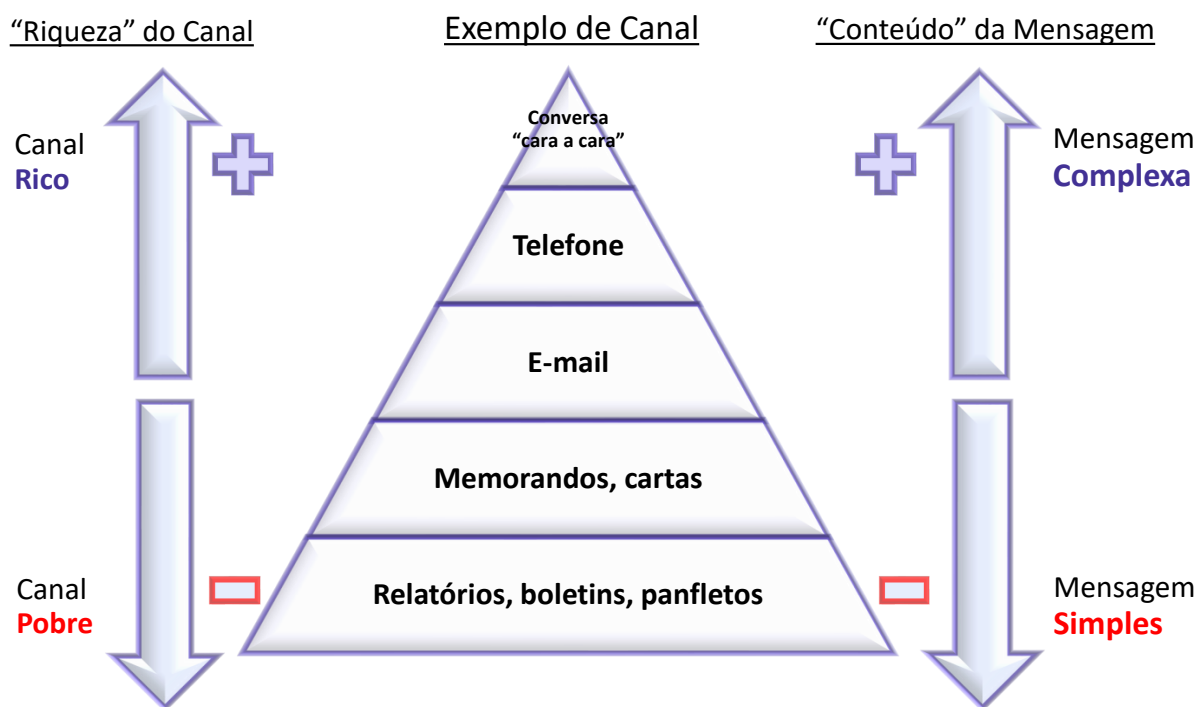 “Riqueza” do Canal
Exemplo de Canal
“Conteúdo” da Mensagem
Canal
Rico
Conversa
“cara a cara”
Mensagem
Complexa
Telefone
E-mail
Memorandos, cartas
Canal
Pobre
Relatórios, boletins, panfletos
Mensagem
Simples